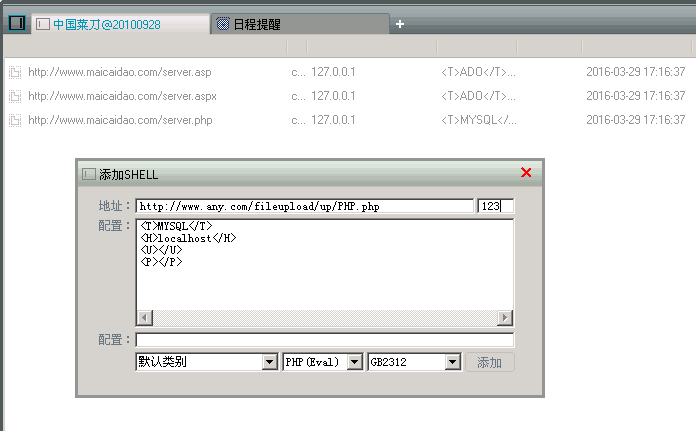 中国菜刀@20100928 日程提醒 +
http://www.maicaidao.com/server.asp c... 127.0.0.1 <T>ADO</T>... 2016-03-29 17:16:37
http://www.maicaidao.com/server.aspx c... 127.0.0.1 <T>ADO</T>... 2016-03-29 17:16:37
http://www.maicaidao.com/server.php c... 127.0.0.1 <T>MYSQL</... 2016-03-29 17:16:37
添加SHELL
地址: http://www.any.com/fileupload/up/PHP.php 123
配置: <T>MYSQL</T>
<H>localhost</H>
<U></U>
<P></P>
配置:
默认类别 PHP(Eval) GB2312 添加